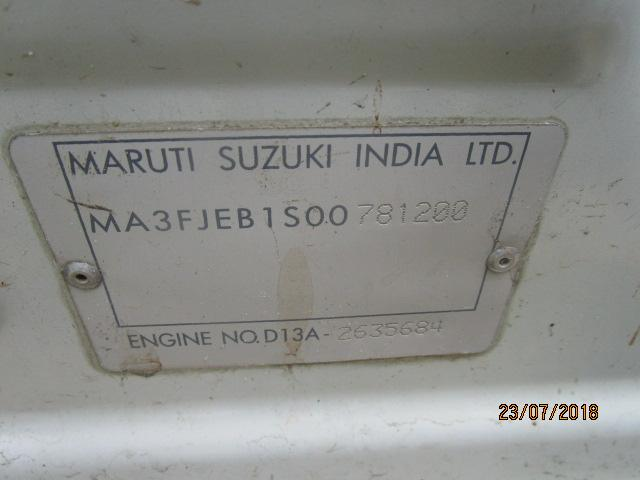 MARUTI SUZUKI INDIA LTD.
MA3FJEB1S00781200
ENGINE NO.D13A-2635684
23/07/2018